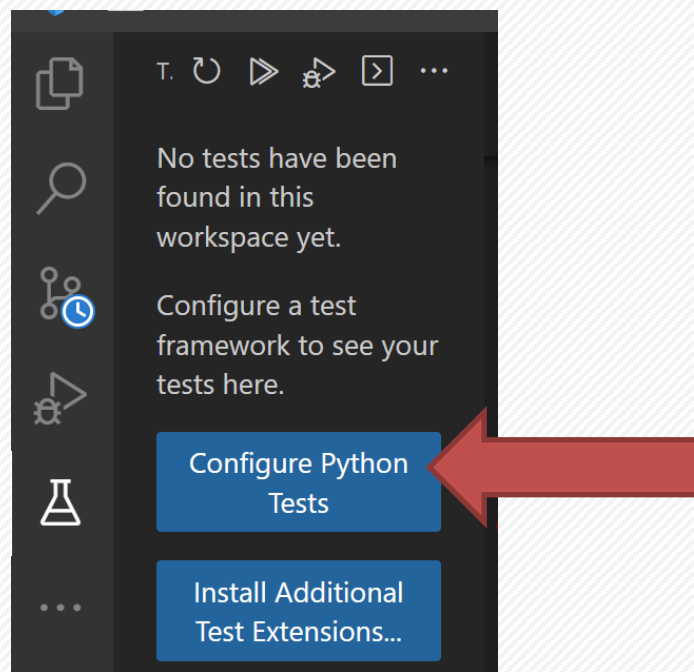 T.
No tests have been
found in this
workspace yet.
Configure a test
framework to see your
tests here.
Configure Python
Tests
Install Additional
Test Extensions...